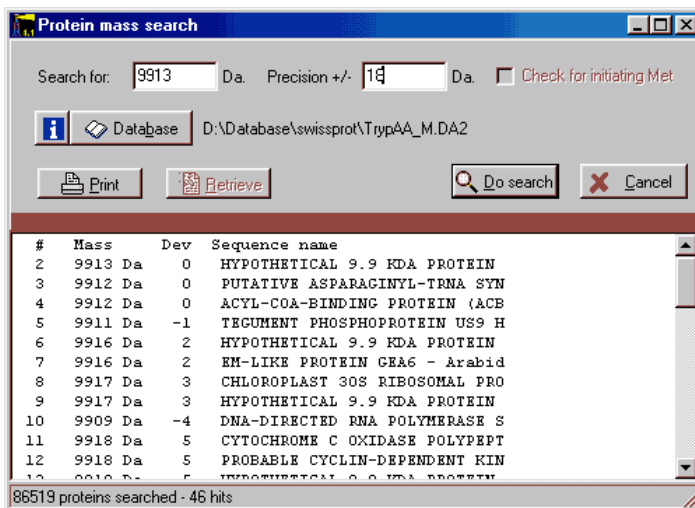 Protein mass search
Search for: 9913 Da. Precision +/- 18 Da. Check for initiating Met
Database D:\Database\swissprot\TrypAA_M.DA2
Print Retrieve Do search Cancel
# Mass Dev Sequence name
2 9913 Da 0 HYPOTHETICAL 9.9 KDA PROTEIN
3 9912 Da 0 PUTATIVE ASPARAGINYL-TRNA SYN
4 9912 Da 0 ACYL-COA-BINDING PROTEIN (ACB
5 9911 Da -1 TEGUMENT PHOSPHOPROTEIN US9 H
6 9916 Da 2 HYPOTHETICAL 9.9 KDA PROTEIN
7 9916 Da 2 EM-LIKE PROTEIN GEA6 - Arabid
8 9917 Da 3 CHLOROPLAST 30S RIBOSOMAL PRO
9 9917 Da 3 HYPOTHETICAL 9.9 KDA PROTEIN
10 9909 Da -4 DNA-DIRECTED RNA POLYMERASE S
11 9918 Da 5 CYTOCHROME C OXIDASE POLYPEPT
12 9918 Da 5 PROBABLE CYCLIN-DEPENDENT KIN
86519 proteins searched - 46 hits